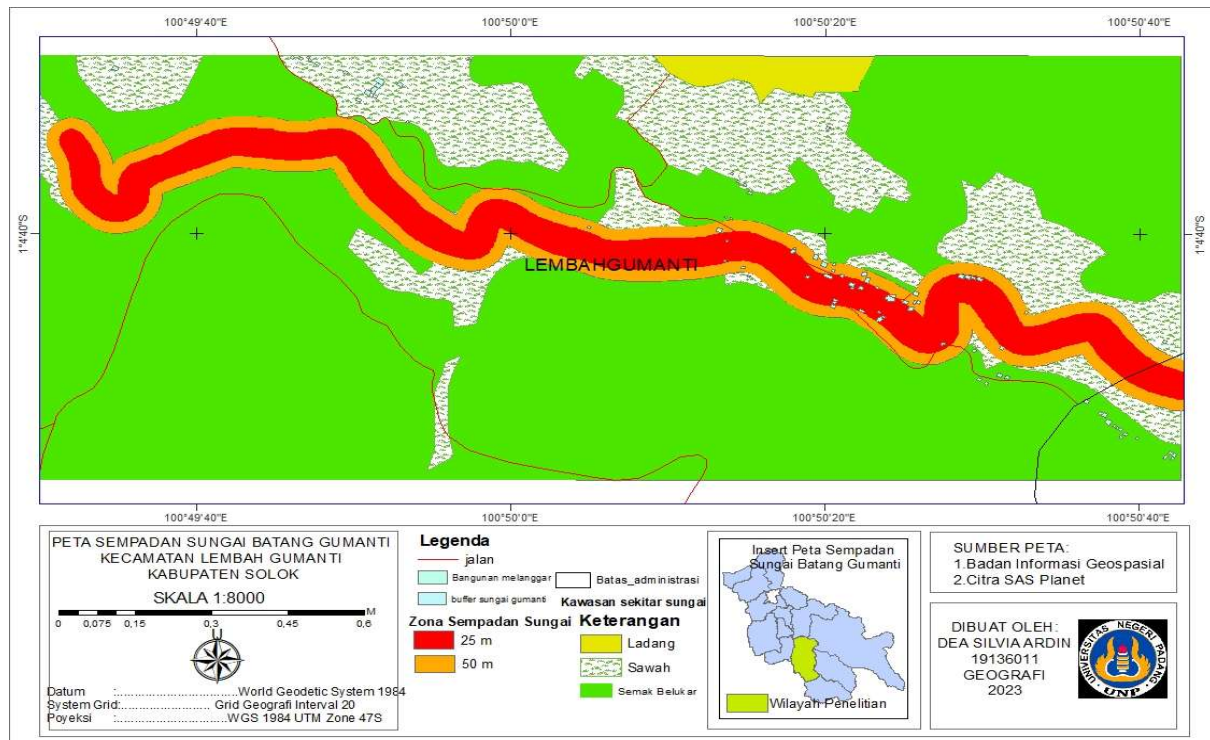 100°49'40"E
100°50'0"E
100°50'20"E
100°50'40"E
1°4'40"S
1°4'40"S
LEMBAHGUMANTI
100°49'40"E
100°50'0"E
100°50'20"E
100°50'40"E
PETA SEMPADAN SUNGAI BATANG GUMANTI
KECAMATAN LEMBAH GUMANTI
KABUPATEN SOLOK
SKALA 1:8000
M
0 0,075 0,15 0,3 0,45 0,6
U
Datum :............................World Geodetic System 1984
System Grid:......................... Grid Geografi Interval 20
Poyeksi :..........................WGS 1984 UTM Zone 47S
Legenda
jalan
Bangunan melanggar
Batas_administrasi
buffer sungai gumanti
Kawasan sekitar sungai
Zona Sempadan Sungai
Keterangan
25 m
Ladang
50 m
Sawah
Semak Belukar
Insert Peta Sempadan
Sungai Batang Gumanti
Wilayah Penelitian
SUMBER PETA:
1.Badan Informasi Geospasial
2.Citra SAS Planet
DIBUAT OLEH:
DEA SILVIA ARDIN
19136011
GEOGRAFI
2023
UNIVERSITAS NEGERI PADANG
UNP